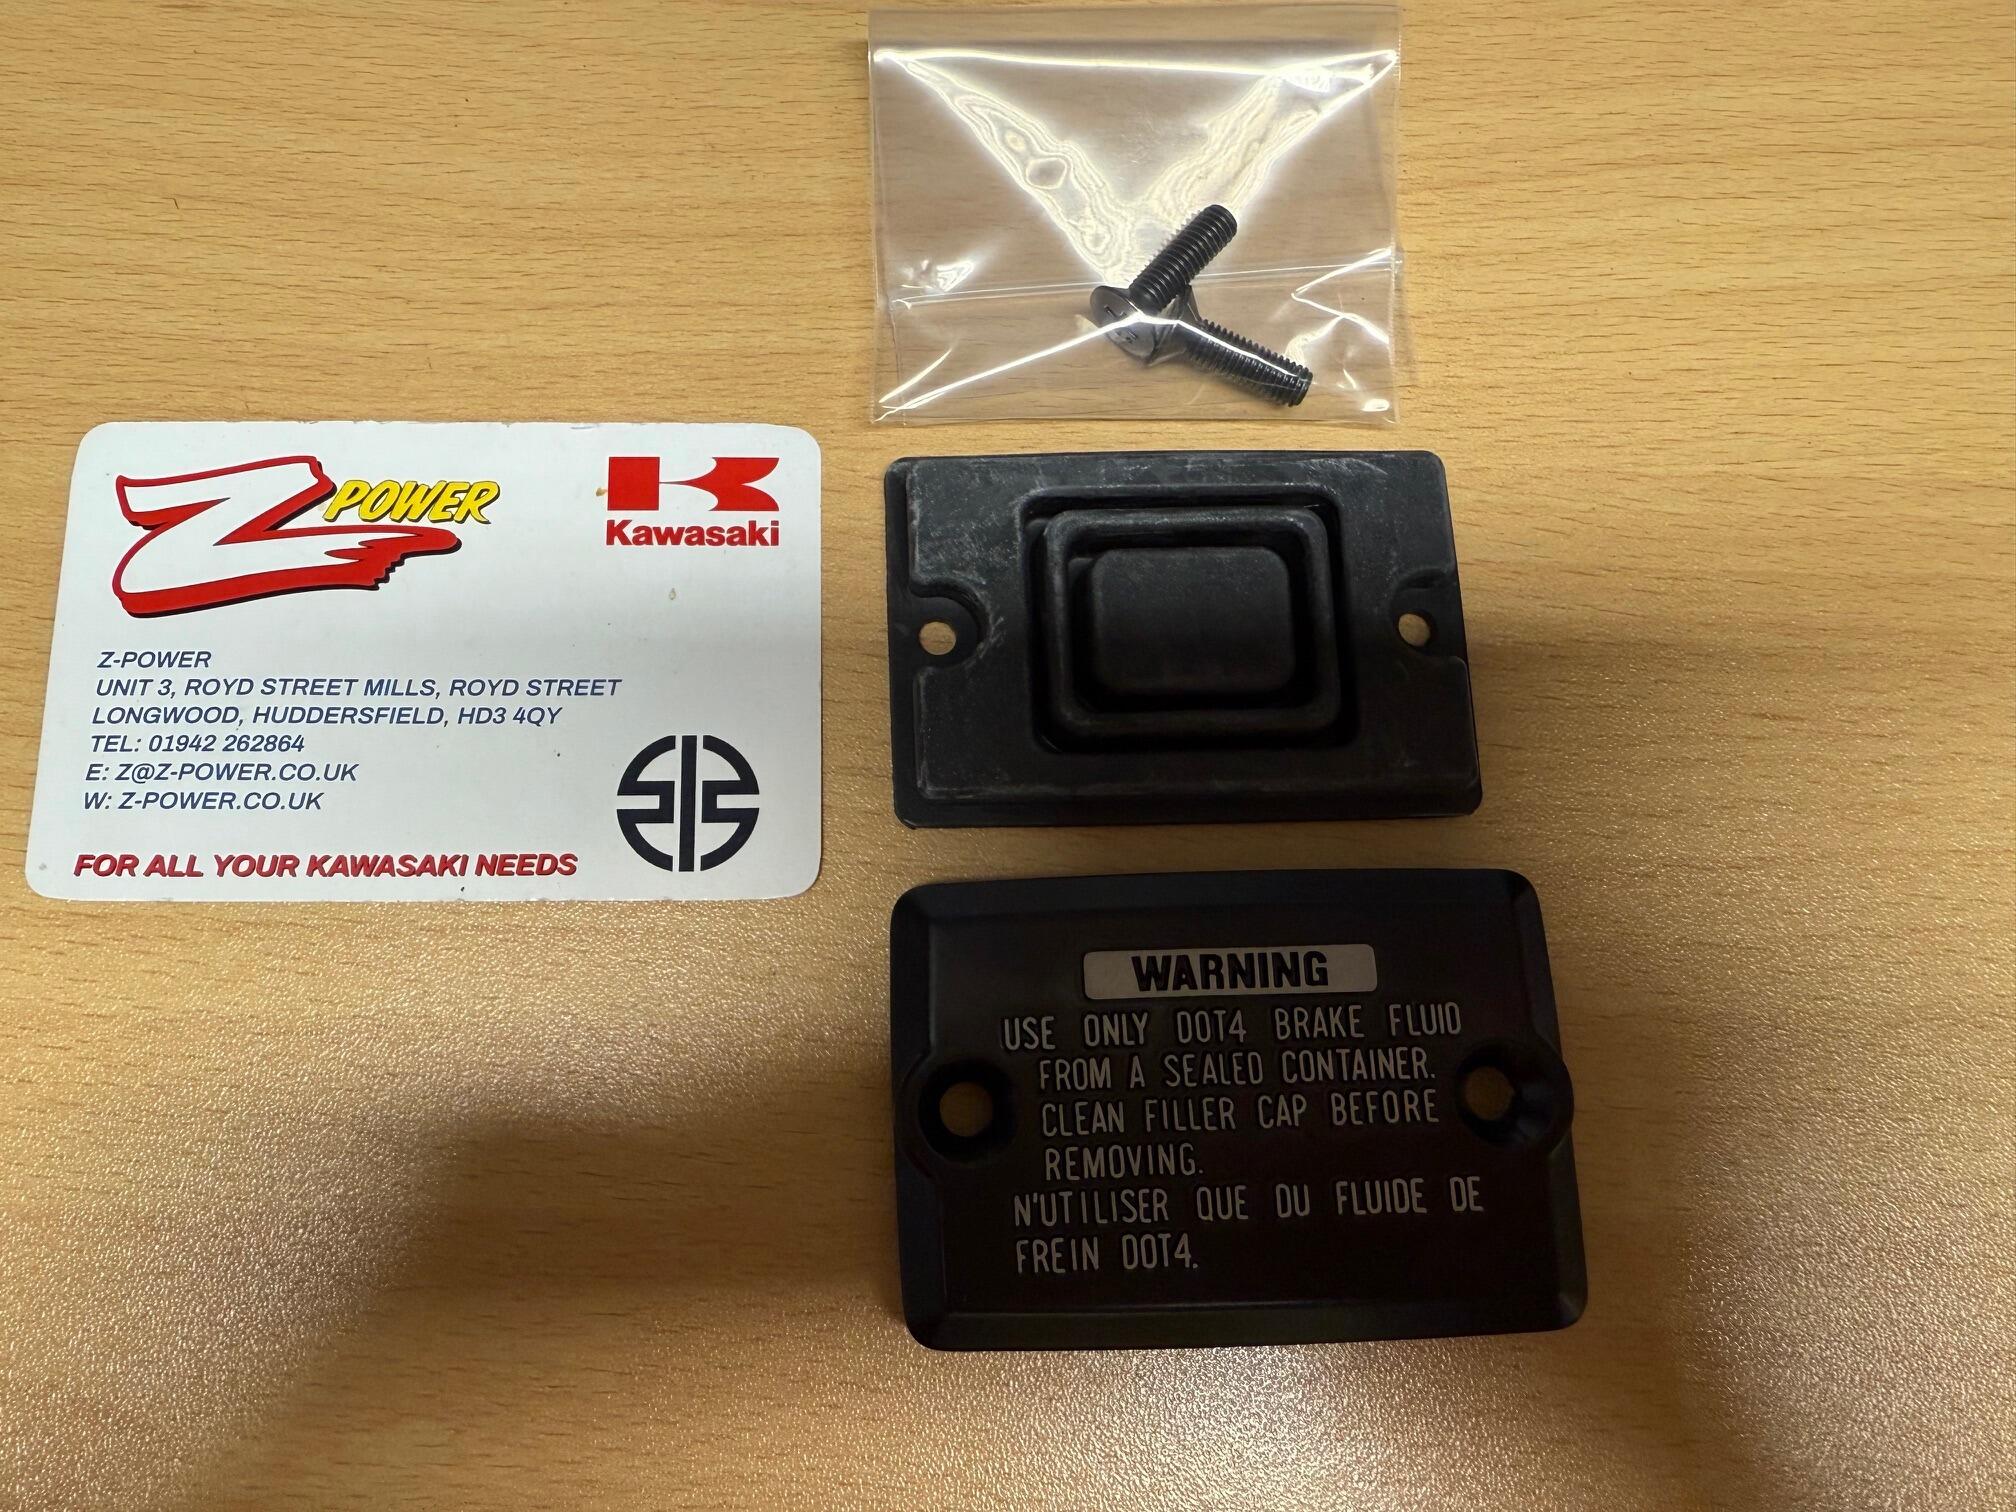 Z POWER
Kawasaki
Z-POWER
UNIT 3, ROYD STREET MILLS, ROYD STREET
LONGWOOD, HUDDERSFIELD, HD3 4QY
TEL: 01942 262864
E: Z@Z-POWER.CO.UK
W: Z-POWER.CO.UK
FOR ALL YOUR KAWASAKI NEEDS
WARNING
USE ONLY DOT4 BRAKE FLUID
FROM A SEALED CONTAINER.
CLEAN FILLER CAP BEFORE
REMOVING.
N'UTILISER QUE DU FLUIDE DE
FREIN DOT4.